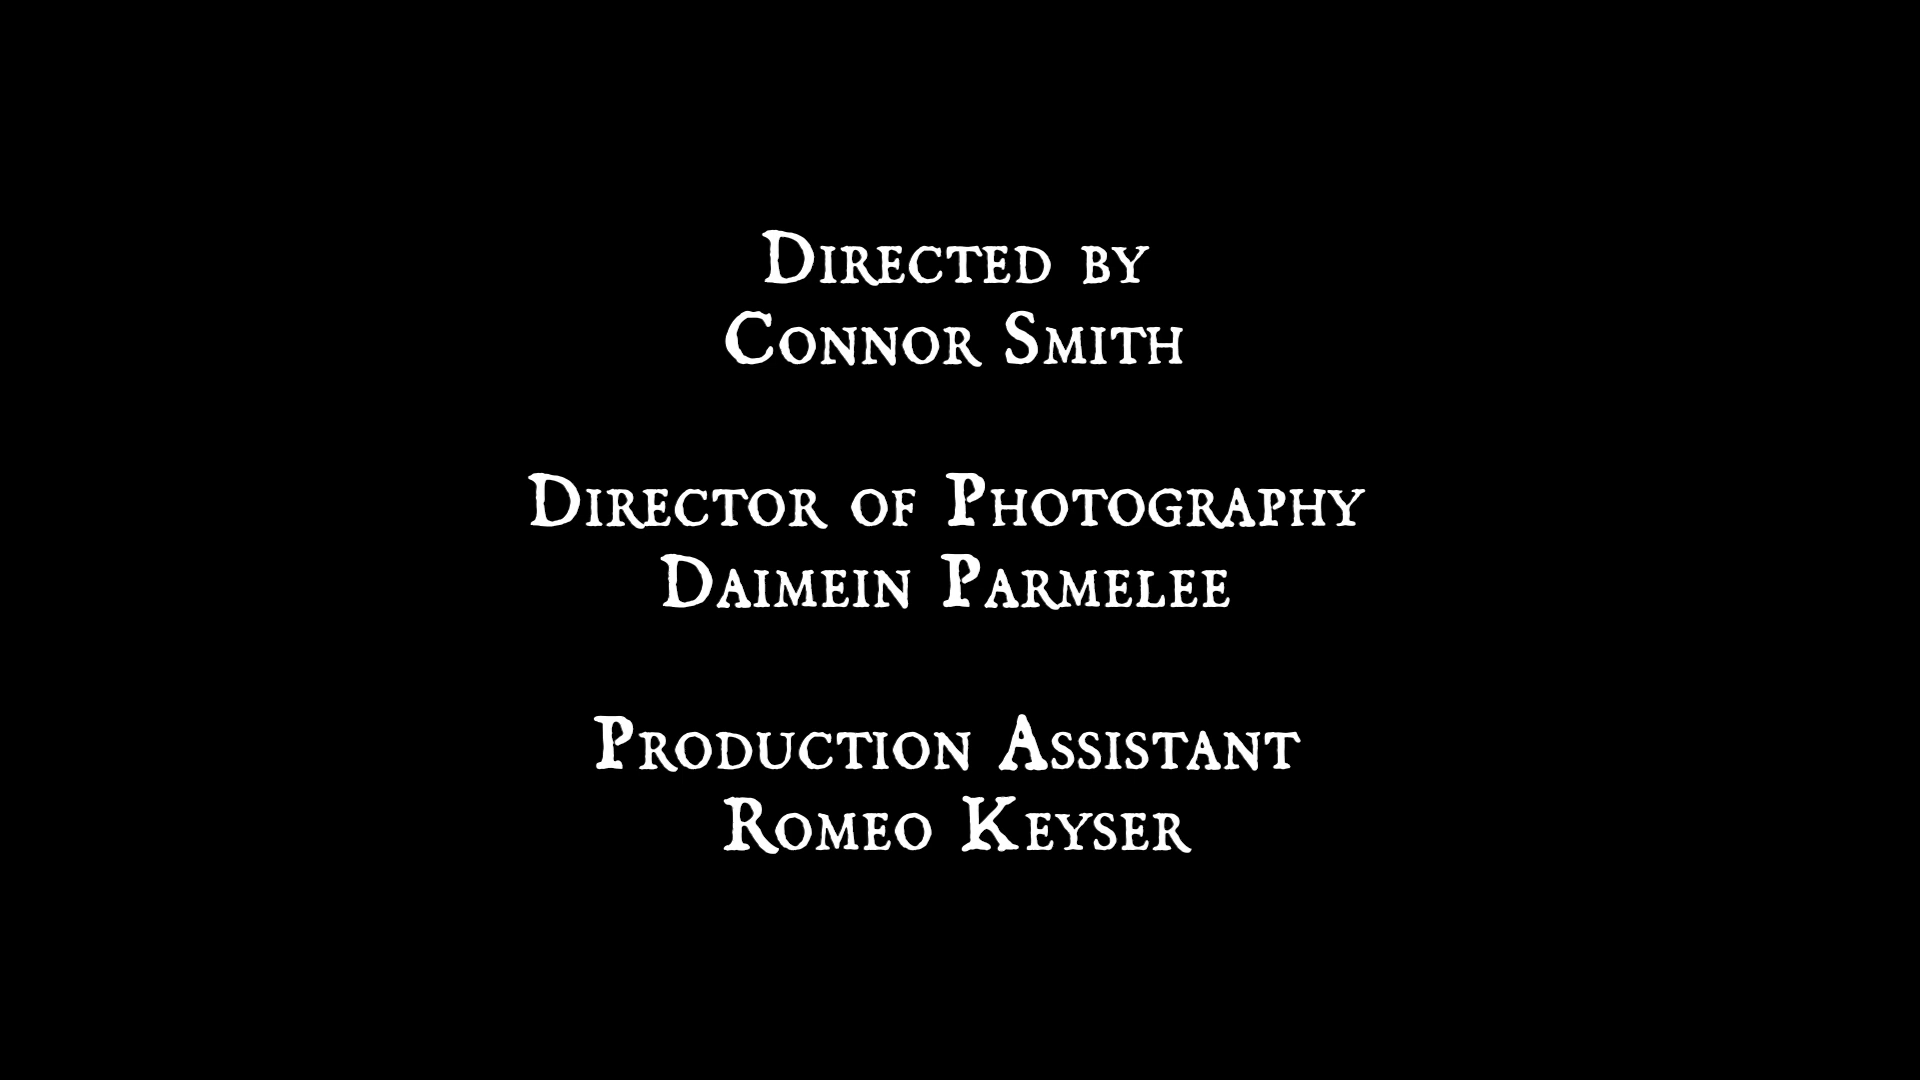 Directed by
Connor Smith
Director of Photography
Daimein Parmelee
Production Assistant
Romeo Keyser